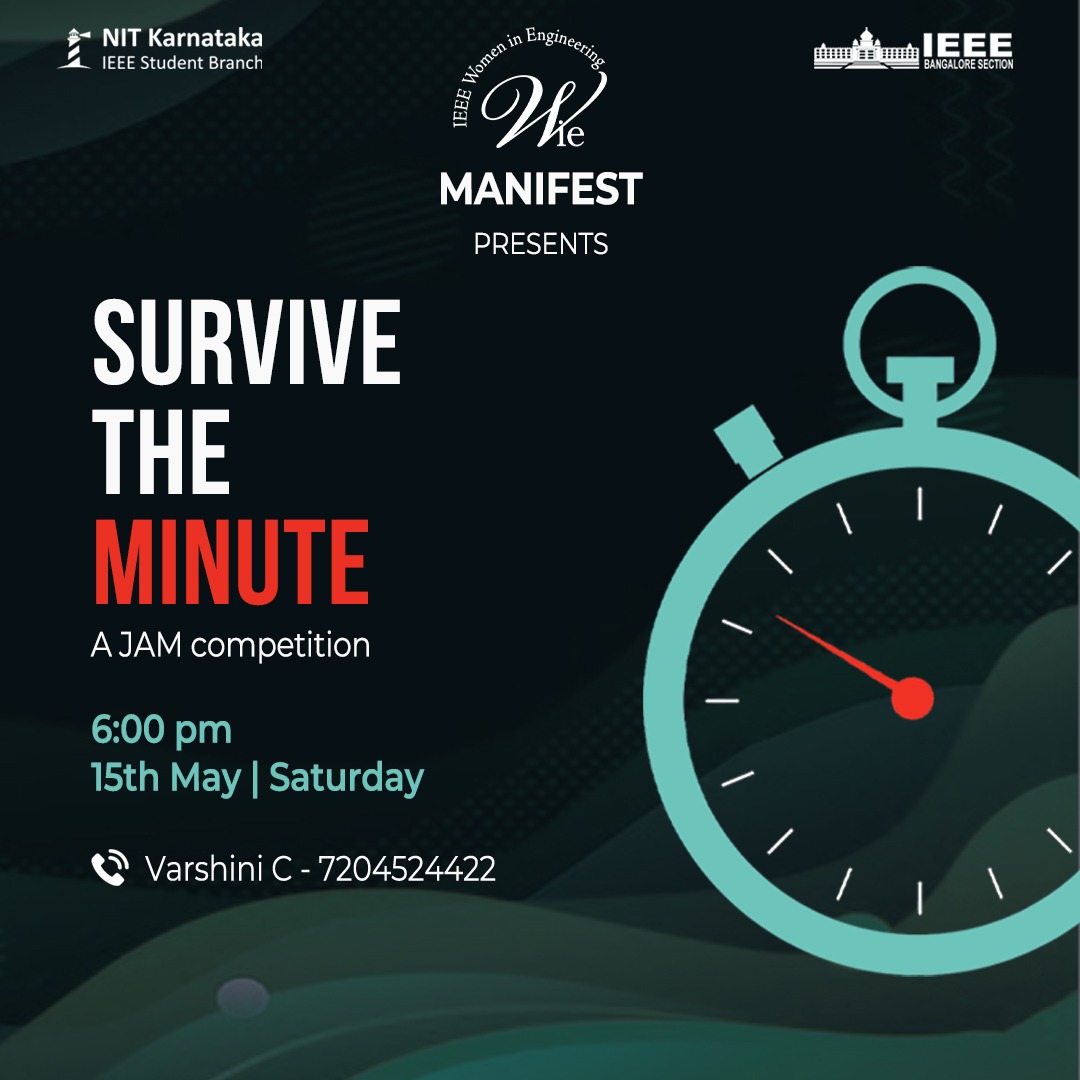 NIT Karnataka
IEEE Student Branch
IEEE Women in Engineering
Wie
IEEE
BANGALORE SECTION
MANIFEST
PRESENTS
SURVIVE
THE
MINUTE
A JAM competition
6:00 pm
15th May | Saturday
Varshini C - 7204524422